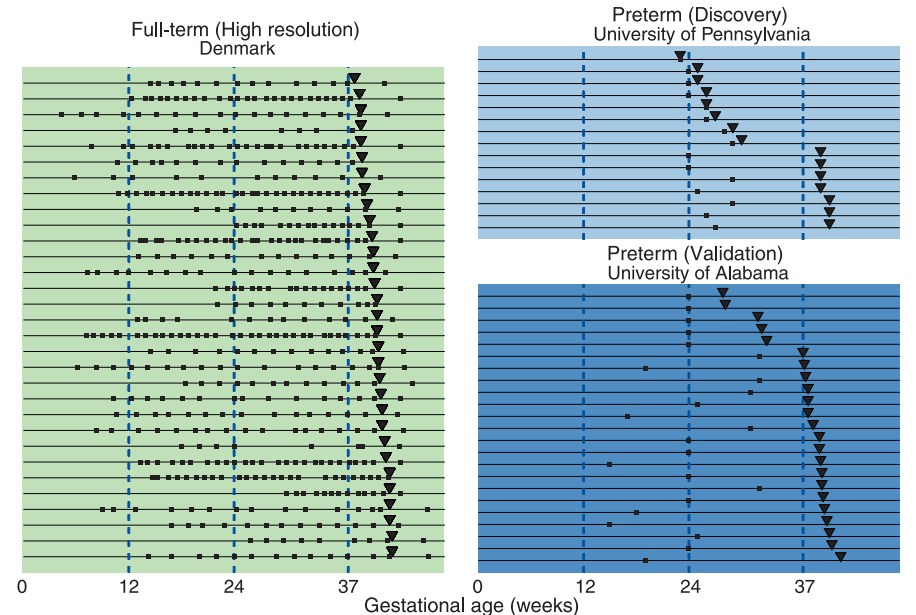 Full-term (High resolution)
Denmark
Preterm (Discovery)
University of Pennsylvania
Preterm (Validation)
University of Alabama
0 12 24 37
0 12 24 37
Gestational age (weeks)